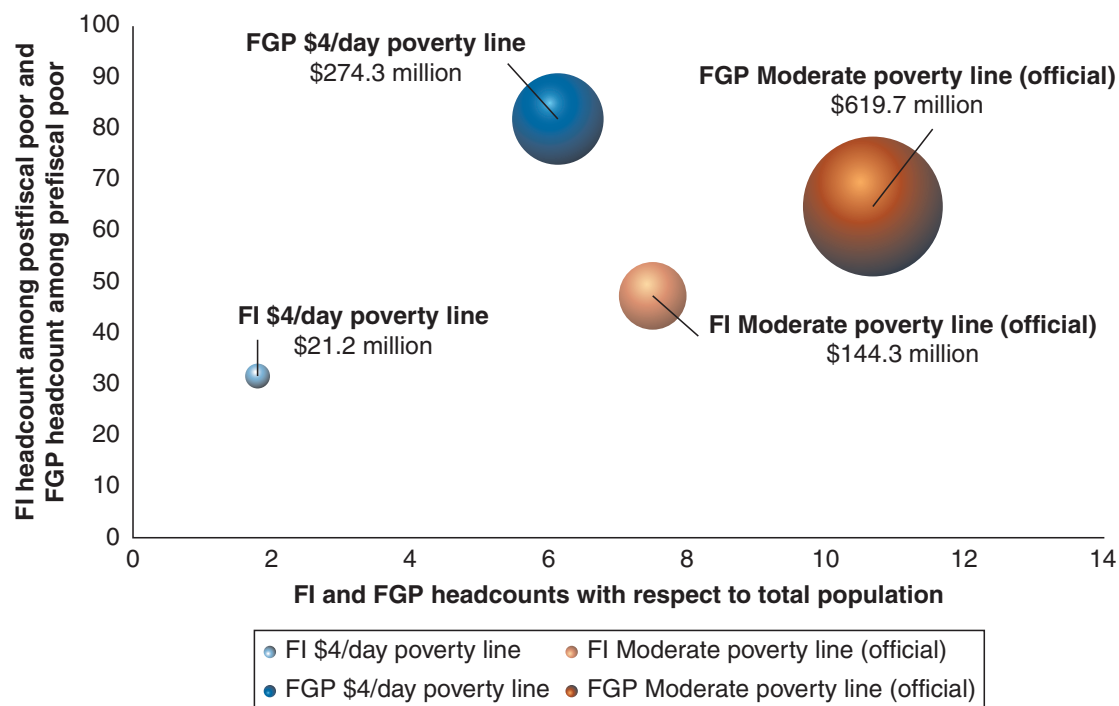 FI headcount among postfiscal poor and
FGP headcount among prefiscal poor
100
90
80
70
60
50
40
30
20
10
0
FGP $4/day poverty line
$274.3 million
FGP Moderate poverty line (official)
$619.7 million
FI $4/day poverty line
$21.2 million
FI Moderate poverty line (official)
$144.3 million
0 2 4 6 8 10 12 14
FI and FGP headcounts with respect to total population
FI $4/day poverty line FI Moderate poverty line (official)
FGP $4/day poverty line FGP Moderate poverty line (official)